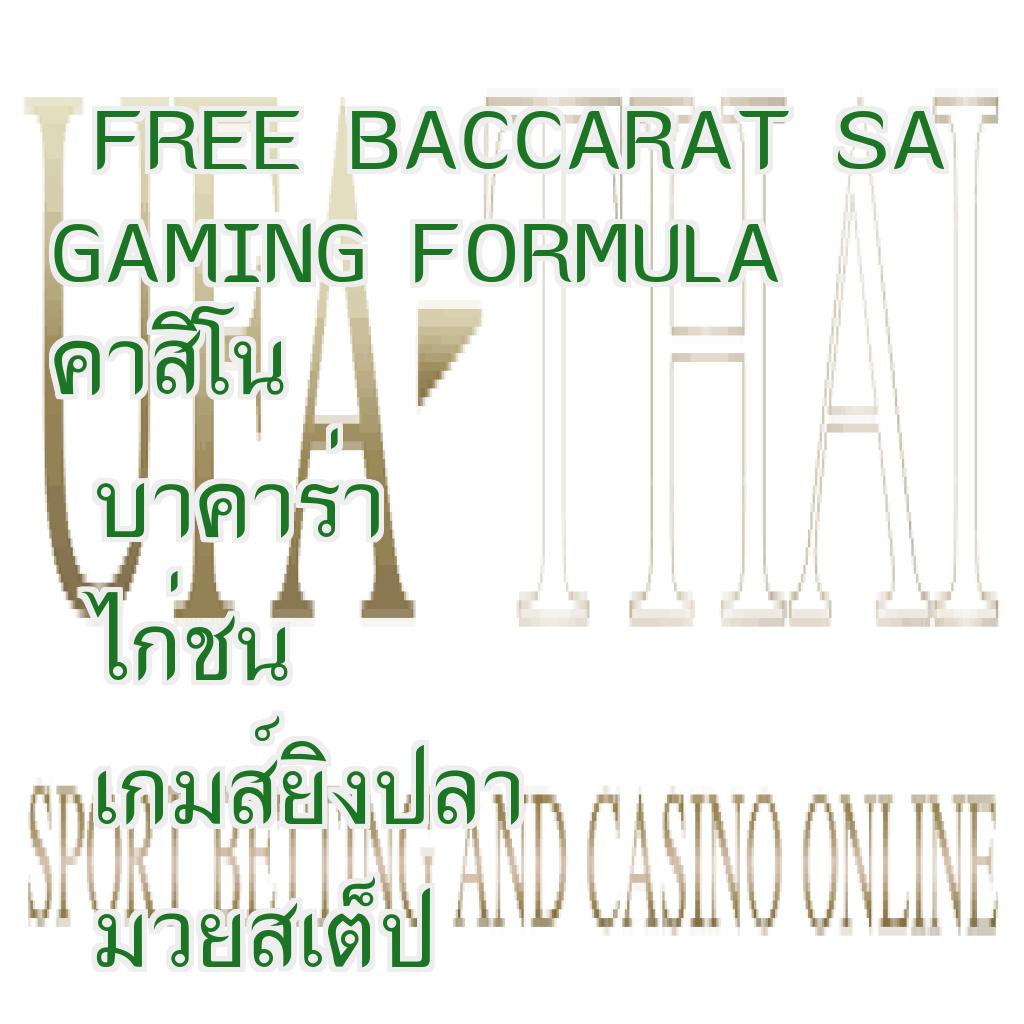 FREE BACCARAT SA
GAMING FORMULA
คาสิโน
บาคาร่า
ไก่ชน
เกมส์ยิงปลา
มวยสเต็ป
UFA THAI
SPORT BETTING AND CASINO ONLINE